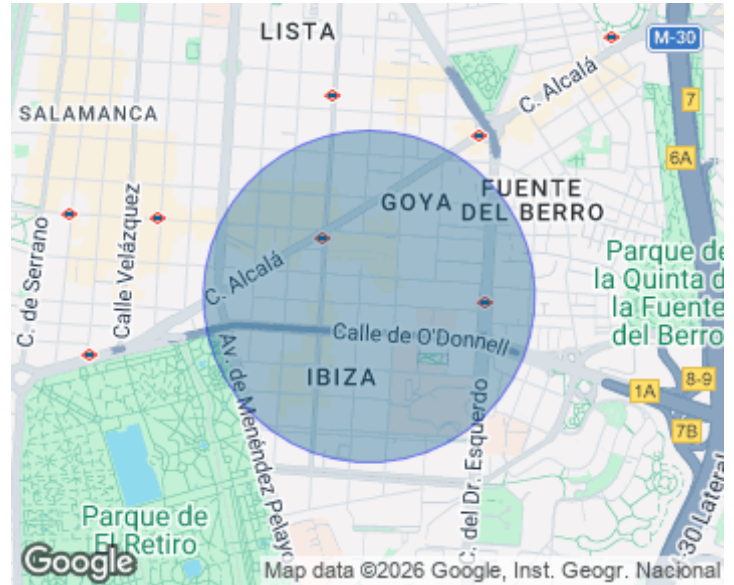 LISTA
M-30
C. Alcalá
7
SALAMANCA
6A
GOYA
FUENTE
DEL BERRO
Calle Velázquez
C. de Serrano
Parque de
la Quinta d
la Fuente
del Berro
C. Alcalá
Calle de O'Donnell
Av. de Menéndez Pelayo
IBIZA
8-9
1A
7B
C. del Dr. Esquerdo
-30 Lateral
Parque de
El Retiro
Google
Map data ©2026 Google, Inst. Geogr. Nacional